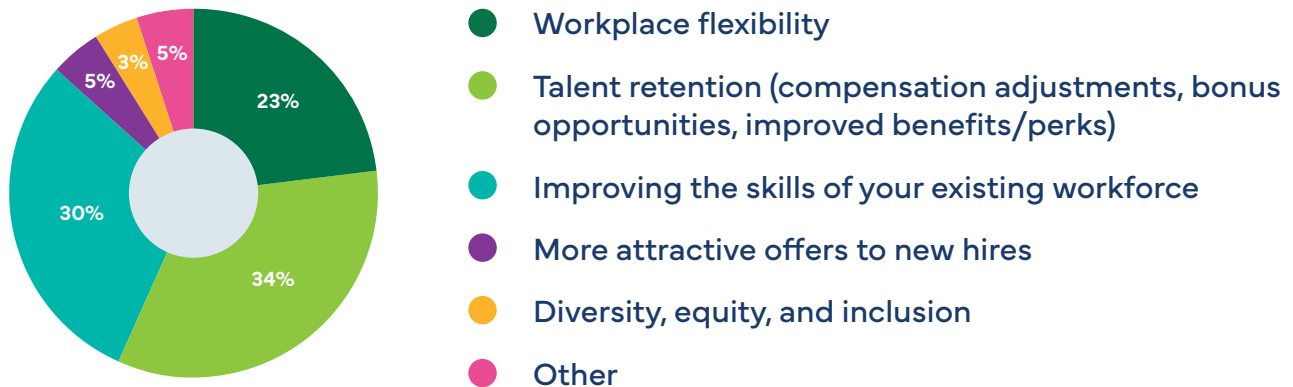 23%
34%
30%
5%
3%
5%
Workplace flexibility
Talent retention (compensation adjustments, bonus
opportunities, improved benefits/perks)
Improving the skills of your existing workforce
More attractive offers to new hires
Diversity, equity, and inclusion
Other